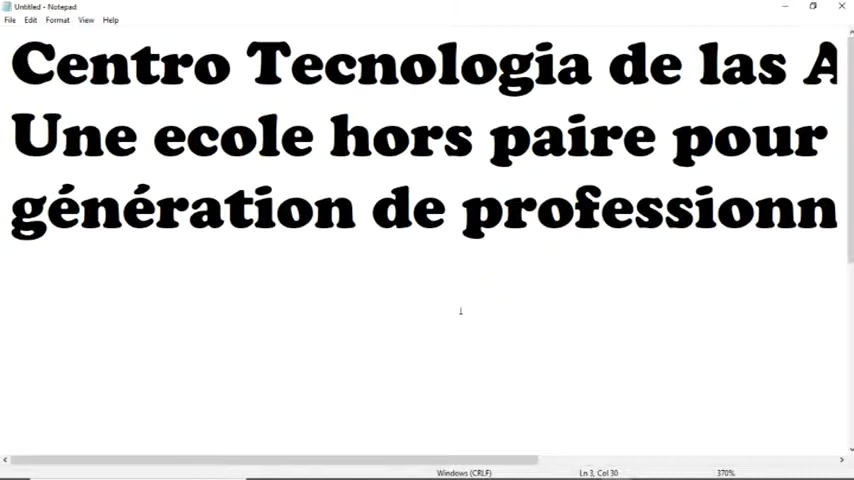 Untitled - Notepad
File Edit Format View Help
Centro Tecnologia de las A
Une ecole hors paire pour
génération de professionn
Windows (CRLF) Ln 3, Col 30 370%